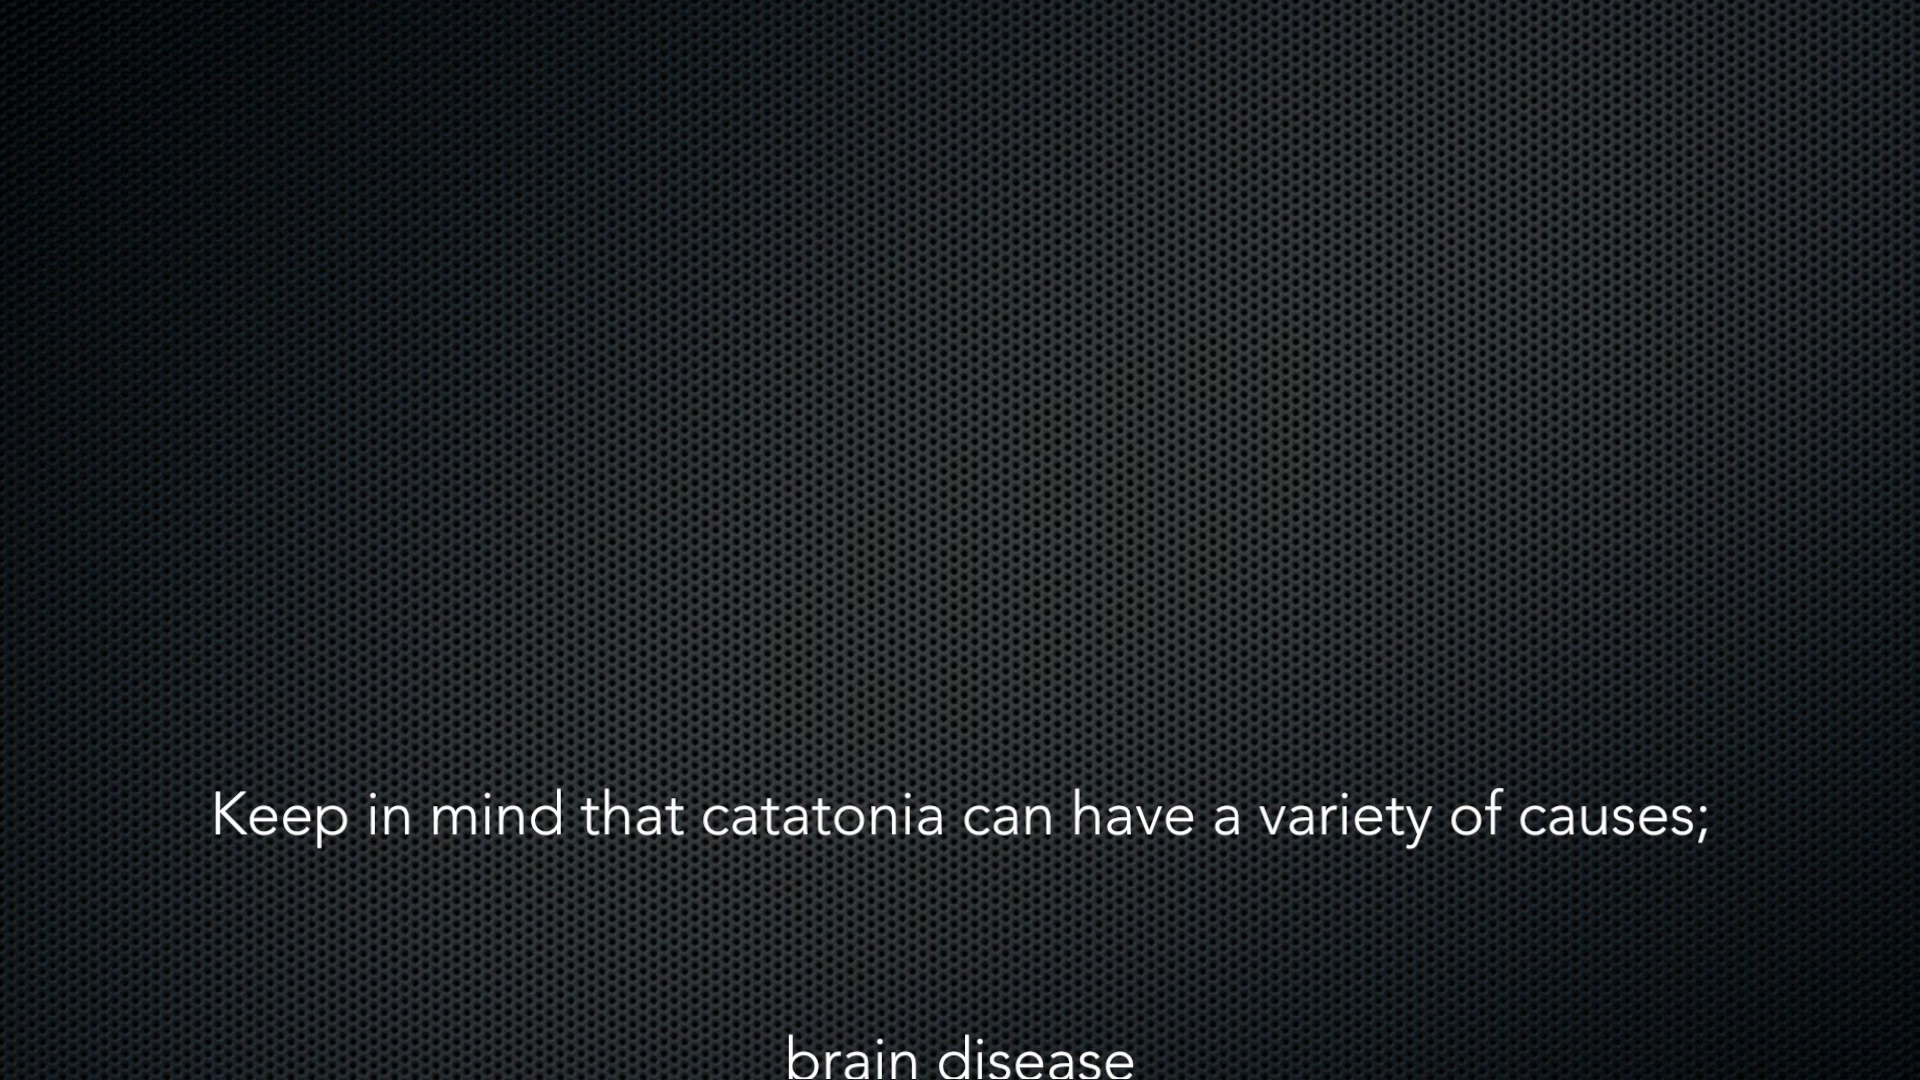 Keep in mind that catatonia can have a variety of causes;
brain disease